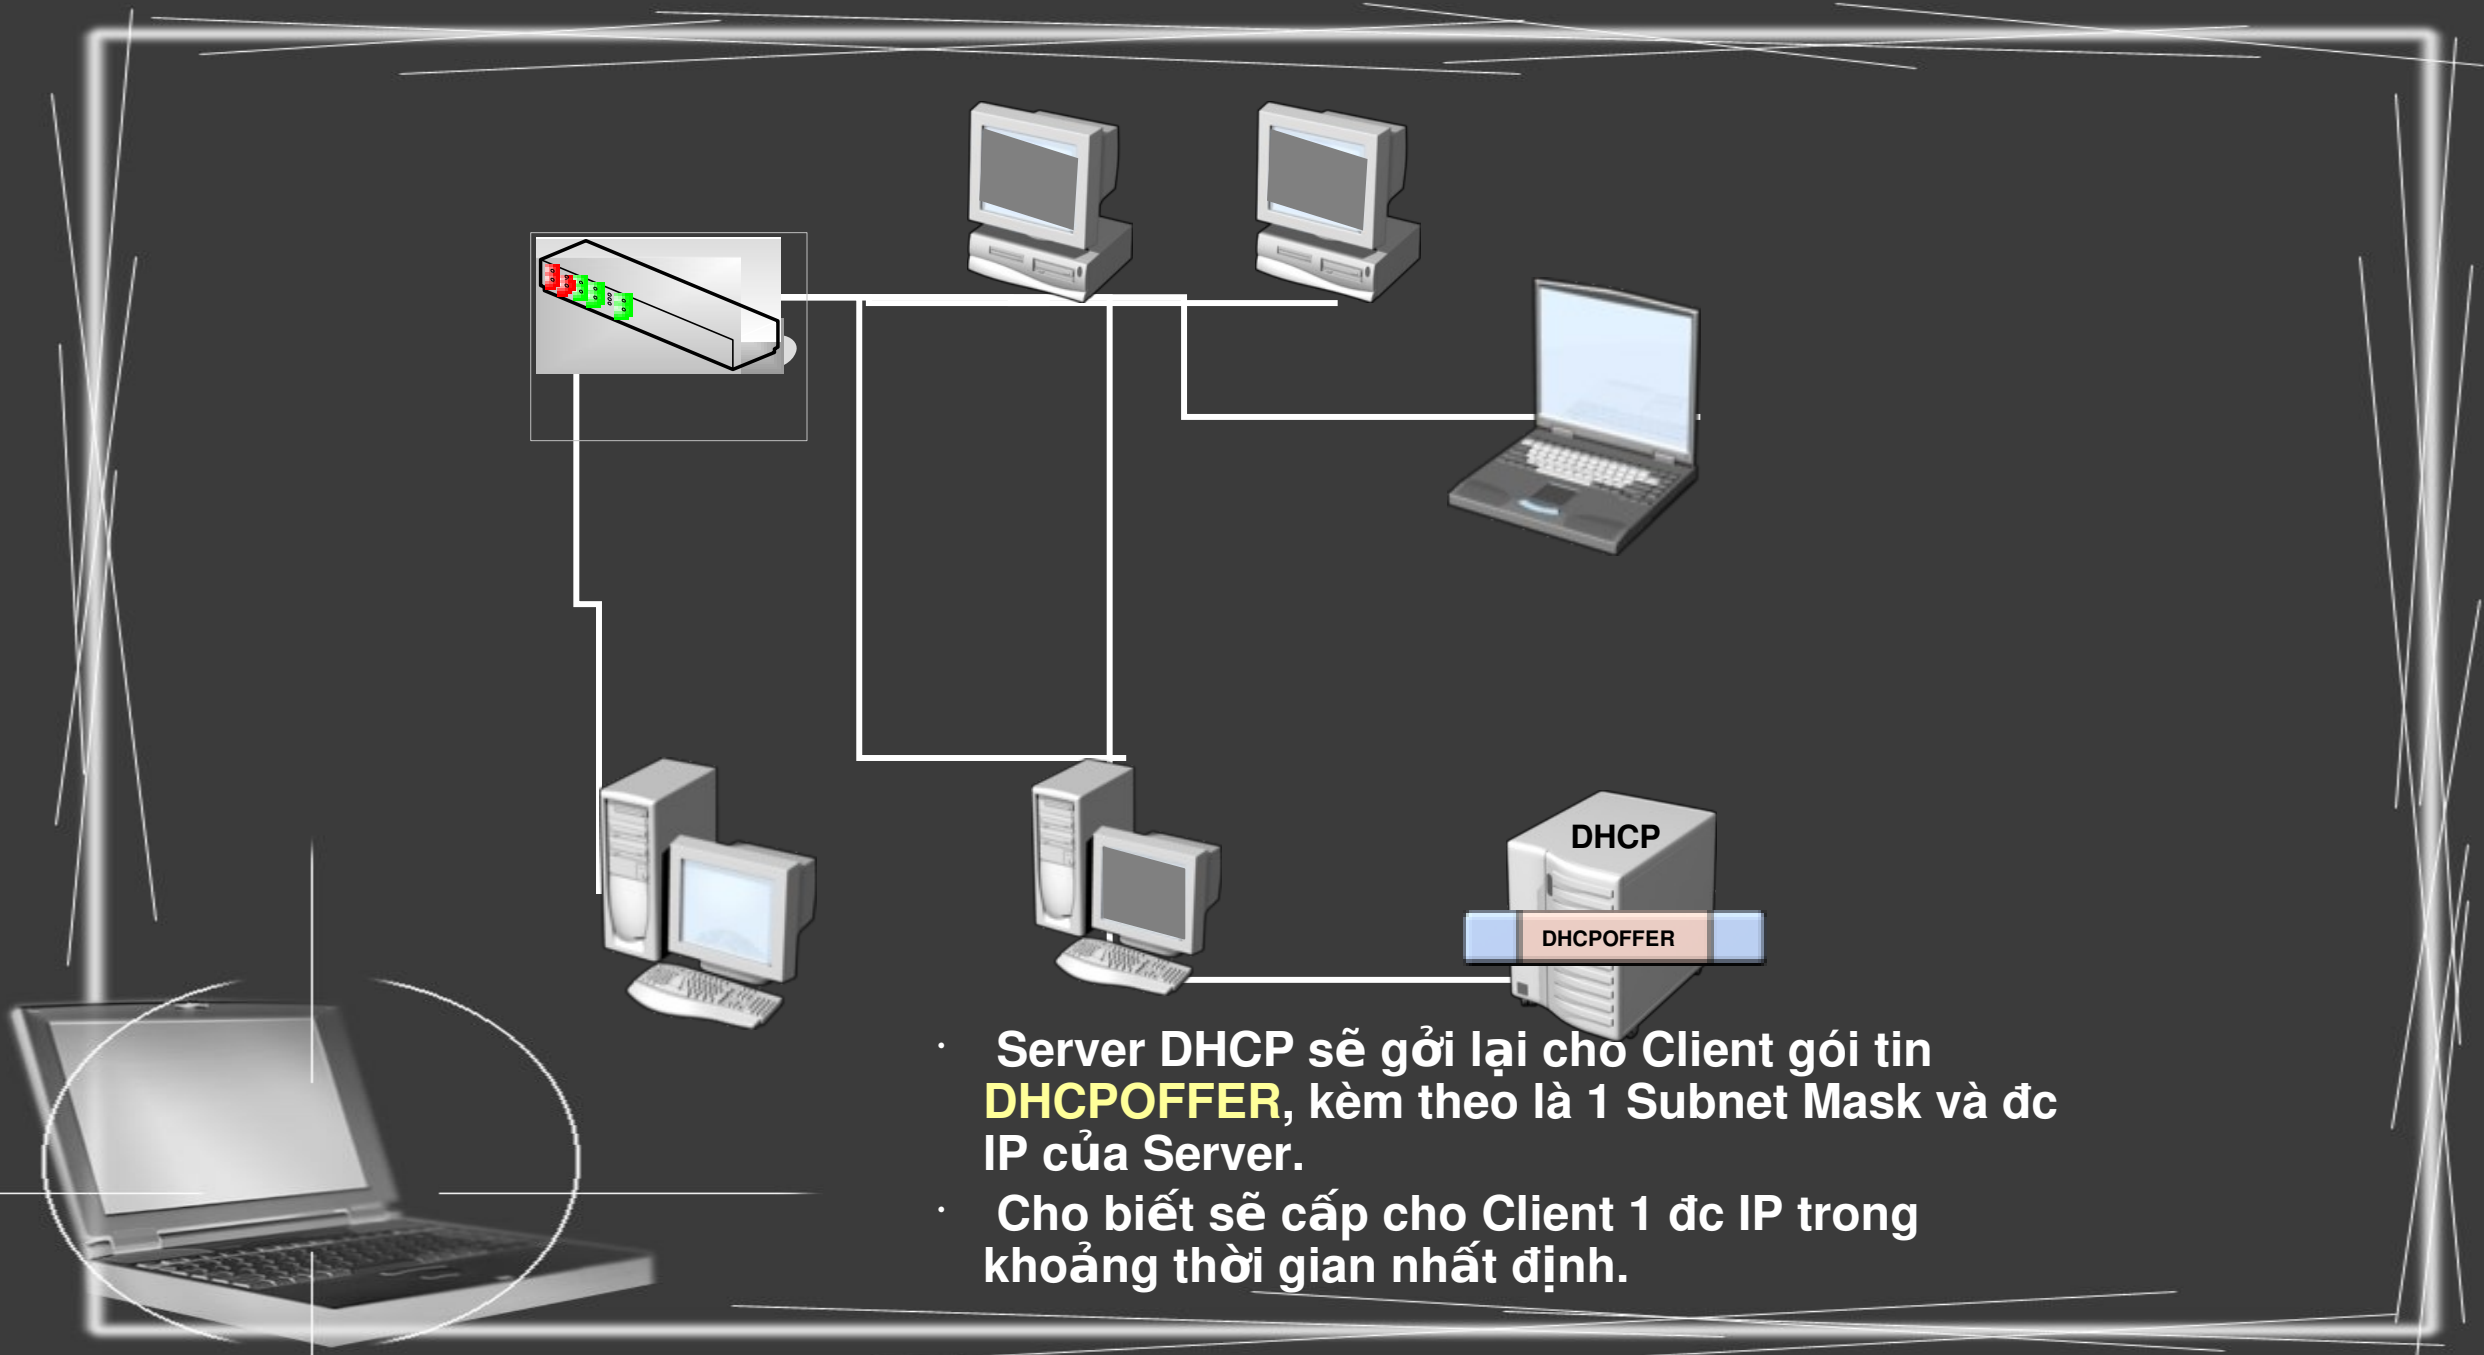 DHCP
DHCPOFFER
· Server DHCP sẽ gởi lại cho Client gói tin
DHCPOFFER, kèm theo là 1 Subnet Mask và đc
IP của Server.
· Cho biết sẽ cấp cho Client 1 đc IP trong
khoảng thời gian nhất định.